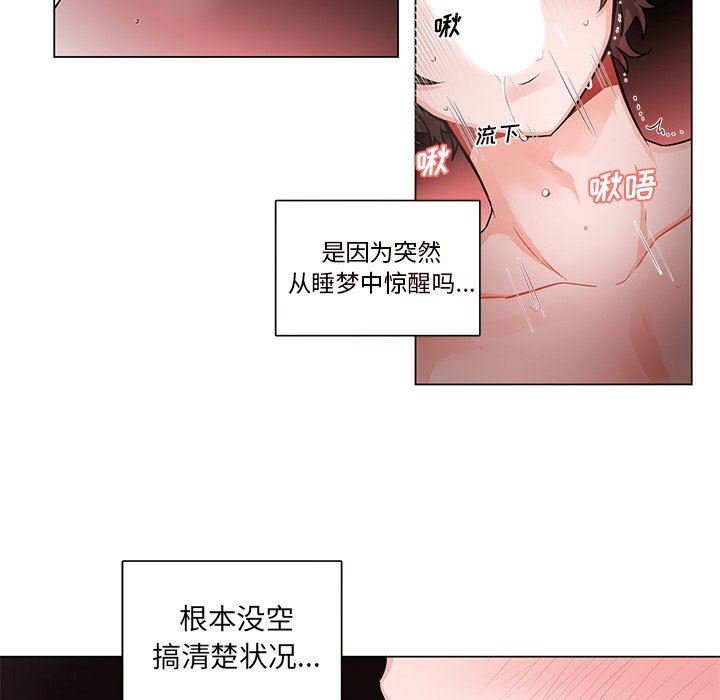 啾
流下
啾
啾唔
是因为突然
从睡梦中惊醒吗...
根本没空
搞清楚状况...